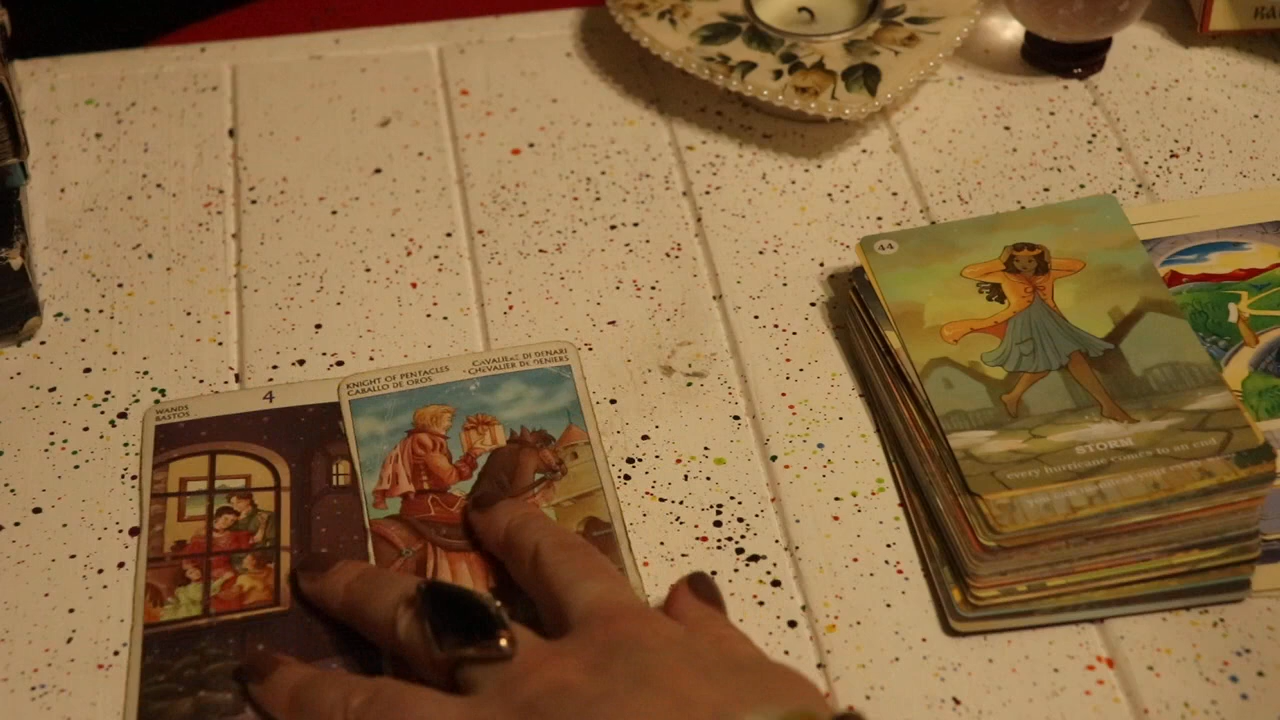 WANDS
BASTOS
4
KNIGHT OF PENTACLES
CABALLO DE OROS
CAVALIERE DI DENARI
CHEVALIER DE DENIERS
44
STORM
every hurricane comes to an end